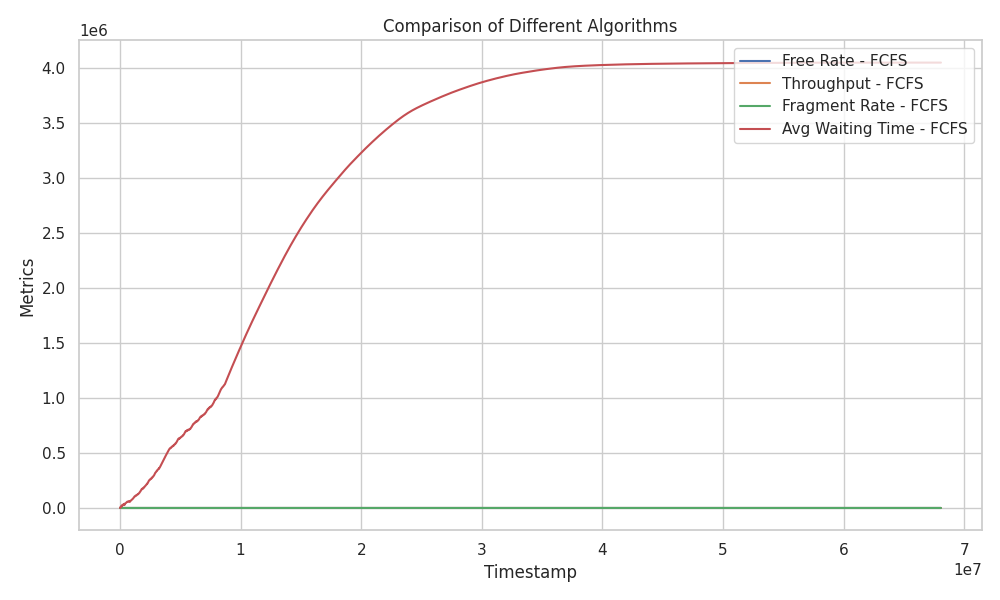 Comparison of Different Algorithms
1e6
Free Rate - FCFS
Throughput - FCFS
Fragment Rate - FCFS
Avg Waiting Time - FCFS
4.0
3.5
3.0
2.5
2.0
1.5
1.0
0.5
0.0
Metrics
0 1 2 3 4 5 6 7
1e7
Timestamp